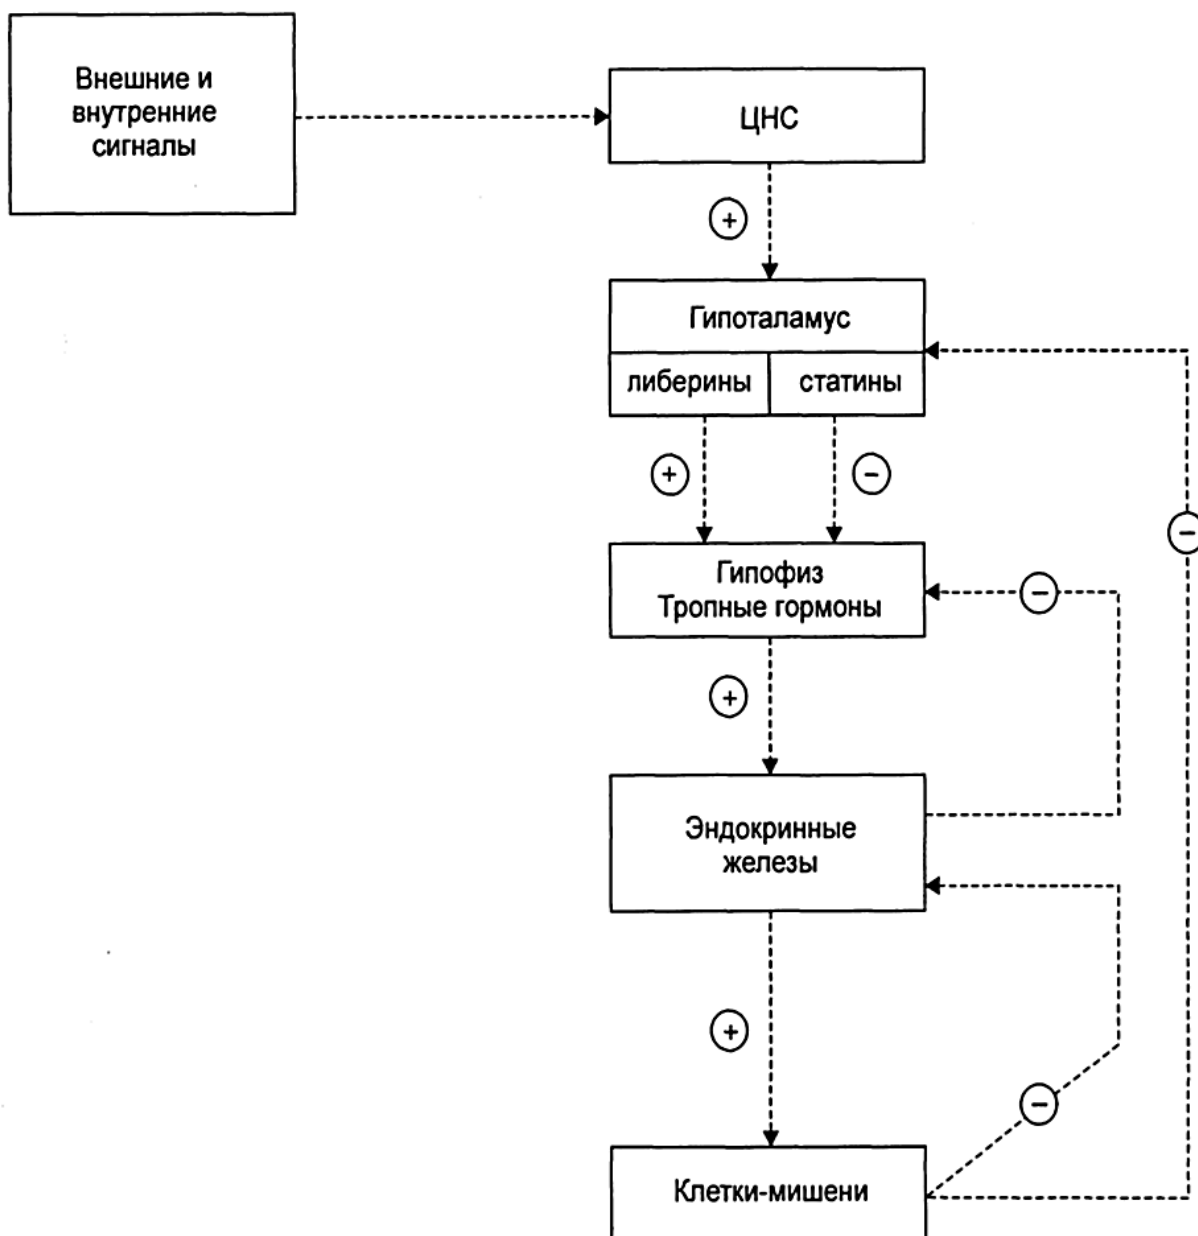 Внешние и
внутренние
сигналы
ЦНС
+
Гипоталамус
либерины статины
+ −
−
Гипофиз
Тропные гормоны
−
+
Эндокринные
железы
+
−
Клетки-мишени